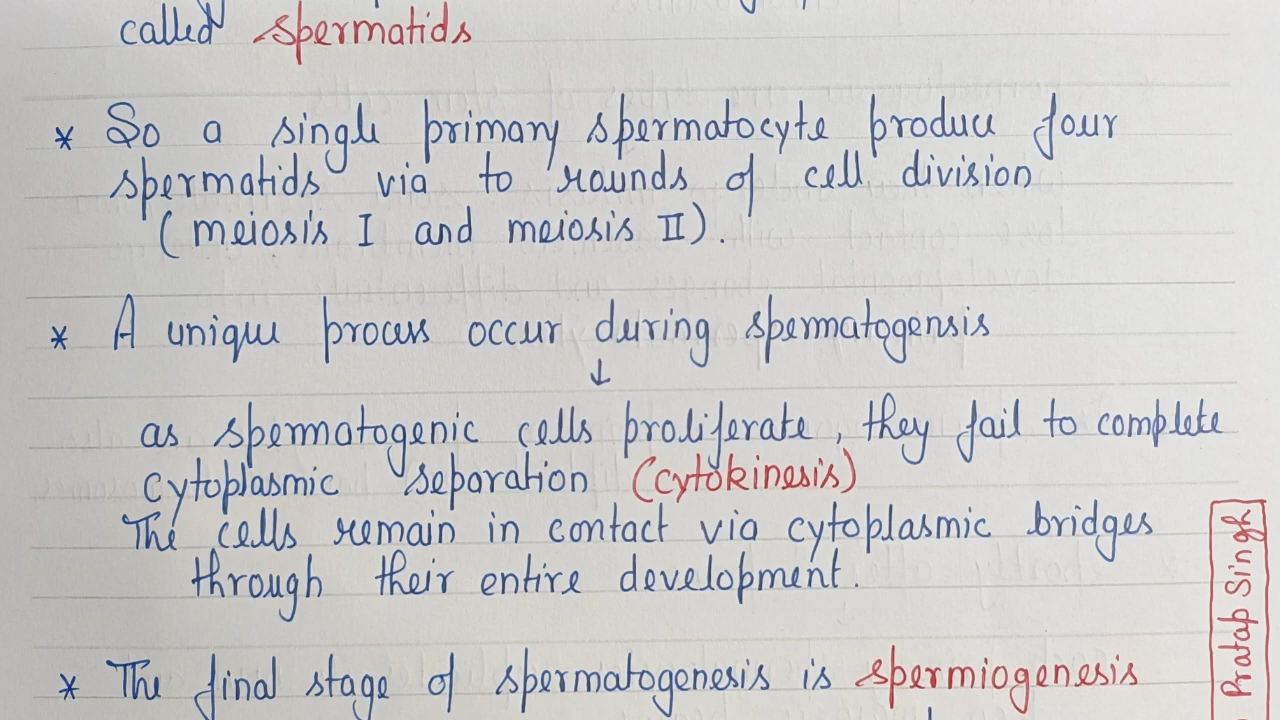 called spermatids
* So a single primary spermatocyte produce four
spermatids via to rounds of cell division
(meiosis I and meiosis II).
* A unique process occur during spermatogensis
↓
as spermatogenic cells proliferate, they fail to complete
cytoplasmic separation (cytokinesis)
The cells remain in contact via cytoplasmic bridges
through their entire development.
* The final stage of spermatogenesis is spermiogenesis
Pratap Singh